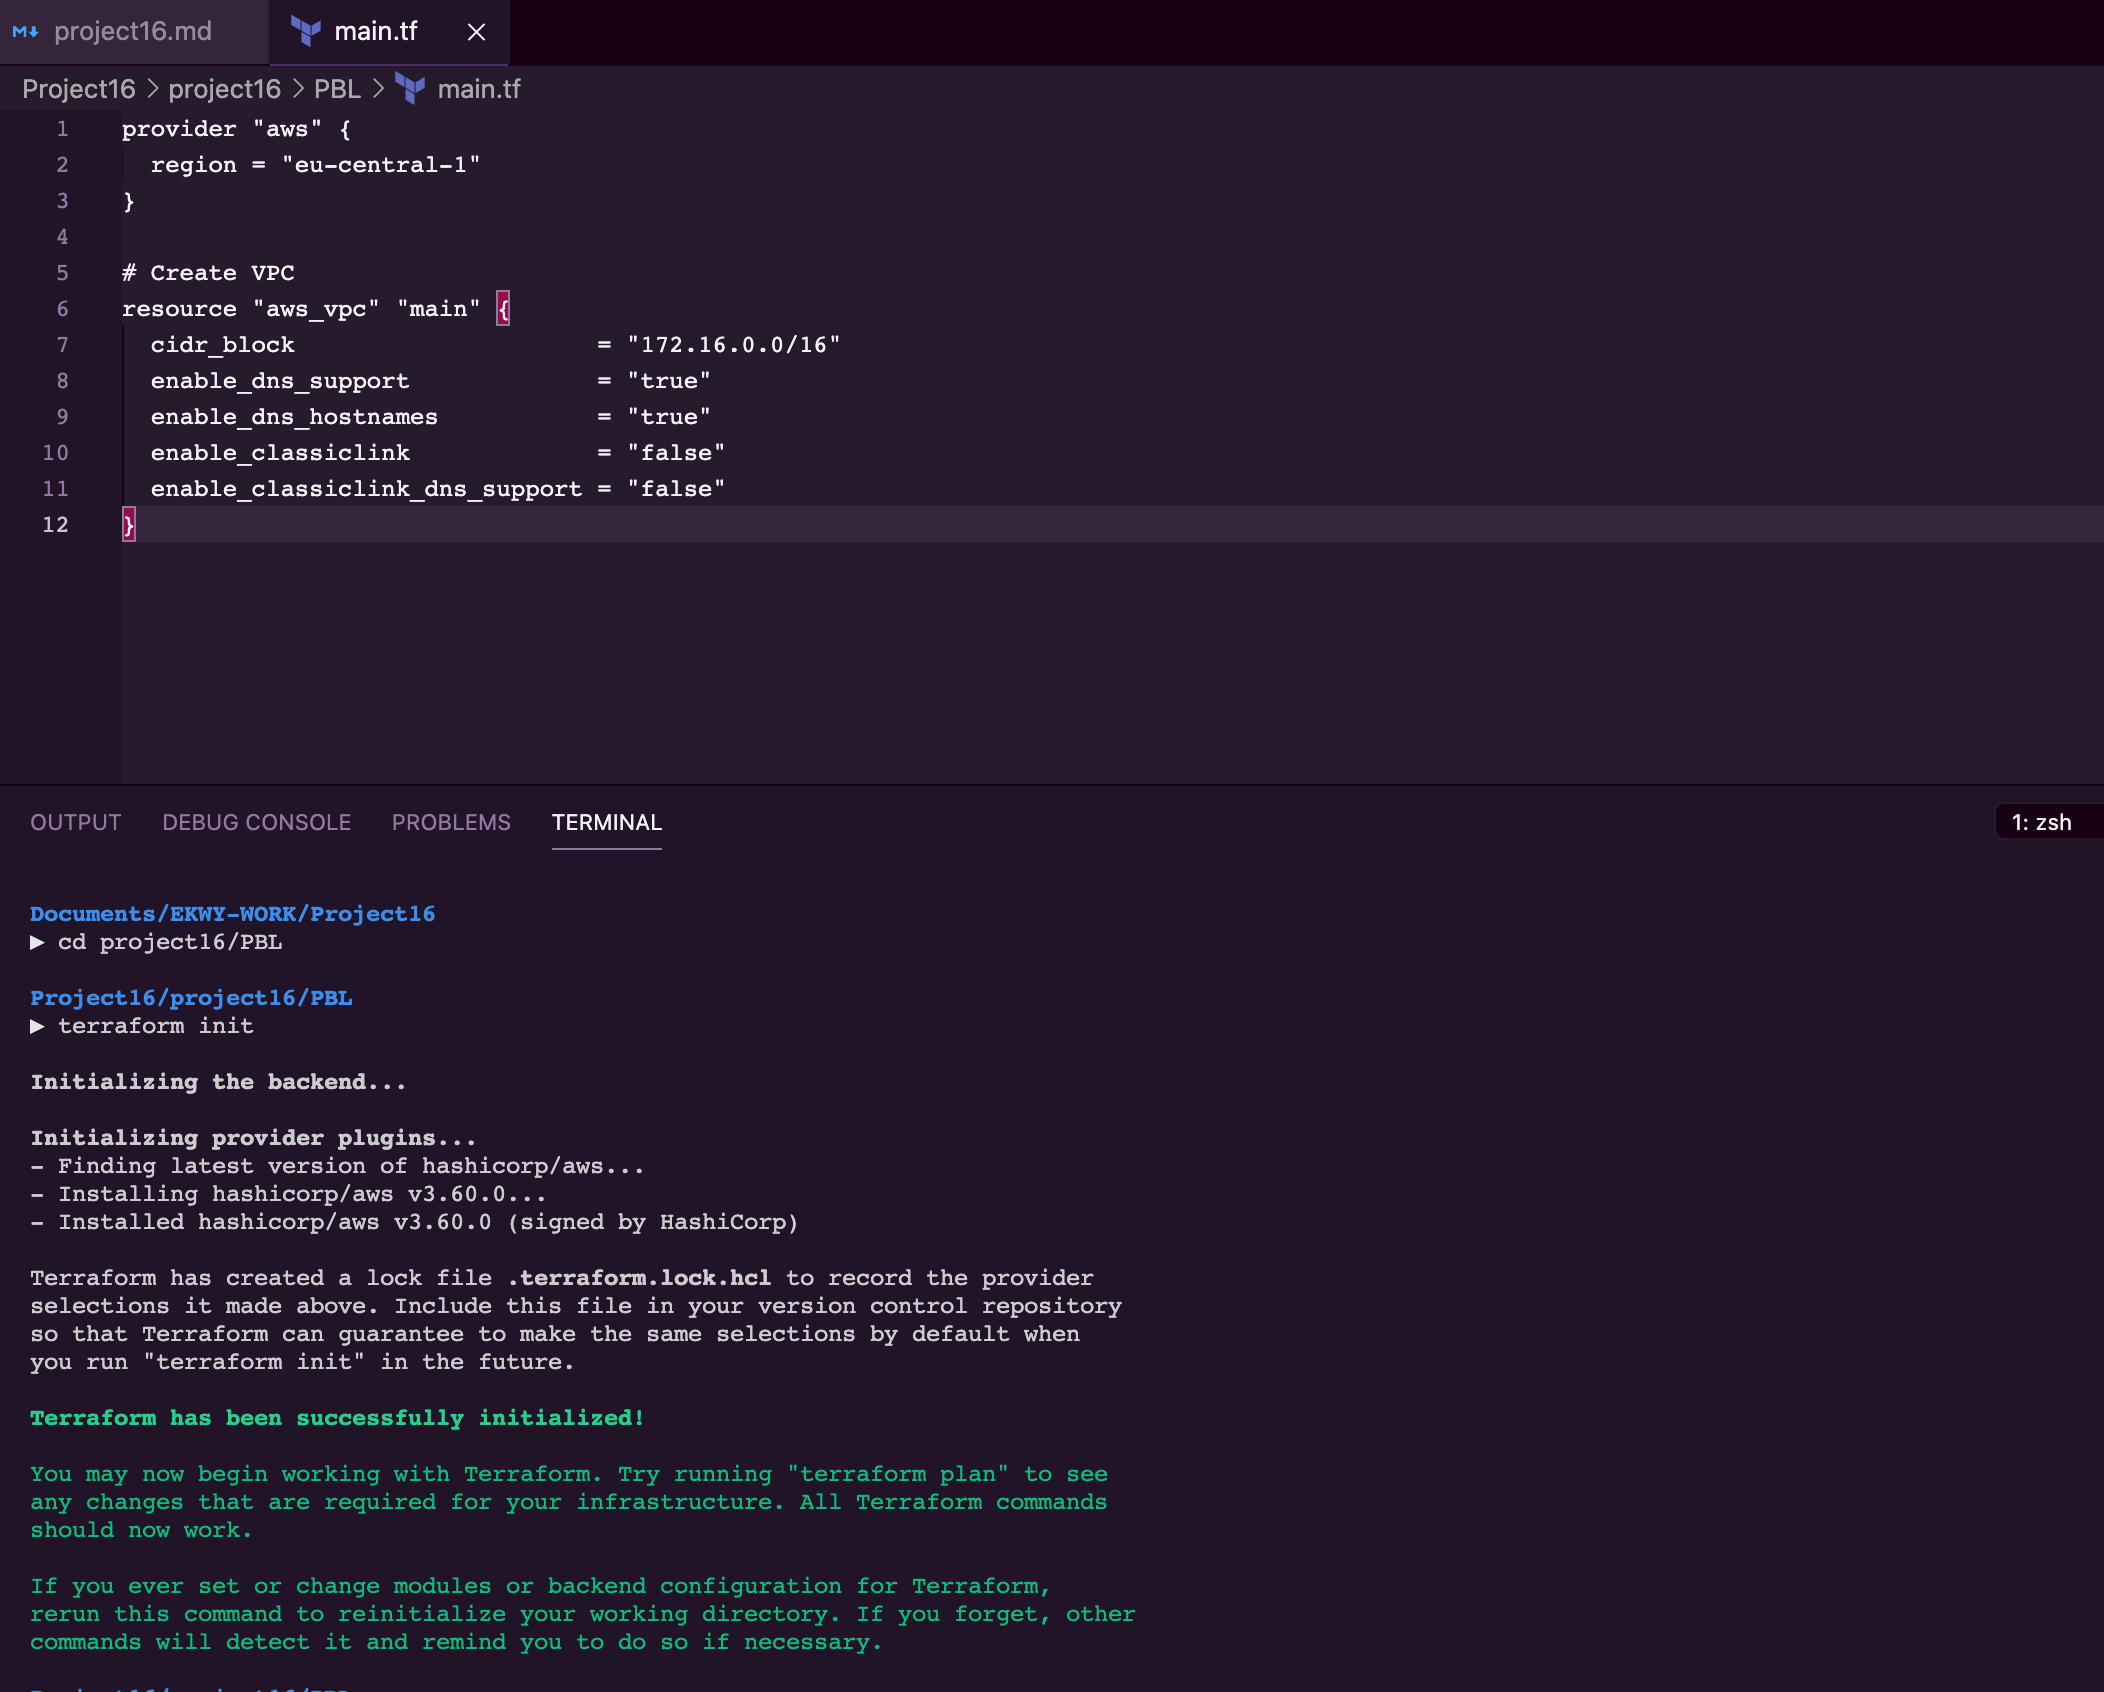 project16.md
main.tf
Project16 > project16 > PBL > main.tf
1 provider "aws" {
2   region = "eu-central-1"
3 }
4
5 # Create VPC
6 resource "aws_vpc" "main" {
7   cidr_block                     = "172.16.0.0/16"
8   enable_dns_support             = "true"
9   enable_dns_hostnames           = "true"
10   enable_classiclink             = "false"
11   enable_classiclink_dns_support = "false"
12 }
OUTPUT DEBUG CONSOLE PROBLEMS TERMINAL 1: zsh
Documents/EKWY-WORK/Project16
▶ cd project16/PBL
Project16/project16/PBL
▶ terraform init
Initializing the backend...
Initializing provider plugins...
- Finding latest version of hashicorp/aws...
- Installing hashicorp/aws v3.60.0...
- Installed hashicorp/aws v3.60.0 (signed by HashiCorp)
Terraform has created a lock file .terraform.lock.hcl to record the provider
selections it made above. Include this file in your version control repository
so that Terraform can guarantee to make the same selections by default when
you run "terraform init" in the future.
Terraform has been successfully initialized!
You may now begin working with Terraform. Try running "terraform plan" to see
any changes that are required for your infrastructure. All Terraform commands
should now work.
If you ever set or change modules or backend configuration for Terraform,
rerun this command to reinitialize your working directory. If you forget, other
commands will detect it and remind you to do so if necessary.